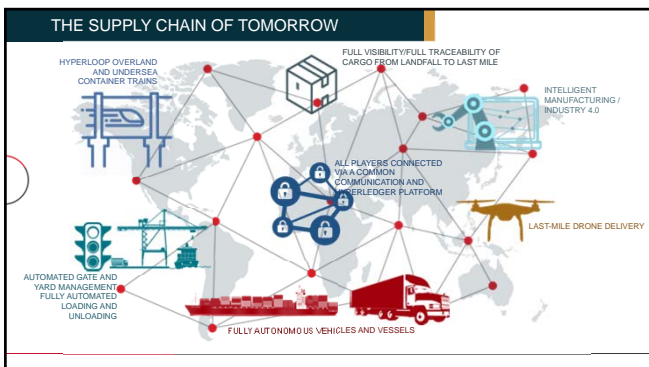 THE SUPPLY CHAIN OF TOMORROW
HYPERLOOP OVERLAND
AND UNDERSEA
CONTAINER TRAINS
FULL VISIBILITY/FULL TRACEABILITY OF
CARGO FROM LANDFALL TO LAST MILE
INTELLIGENT
MANUFACTURING /
INDUSTRY 4.0
ALL PLAYERS CONNECTED
VIA A COMMON
COMMUNICATION AND
HYPERLEDGER PLATFORM
LAST-MILE DRONE DELIVERY
AUTOMATED GATE AND
YARD MANAGEMENT
FULLY AUTOMATED
LOADING AND
UNLOADING
FULLY AUTONOMOUS VEHICLES AND VESSELS